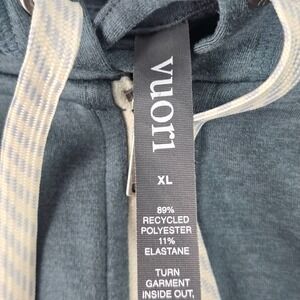 vuori
XL
89%
RECYCLED
POLYESTER
11%
ELASTANE
TURN
GARMENT
INSIDE OUT,